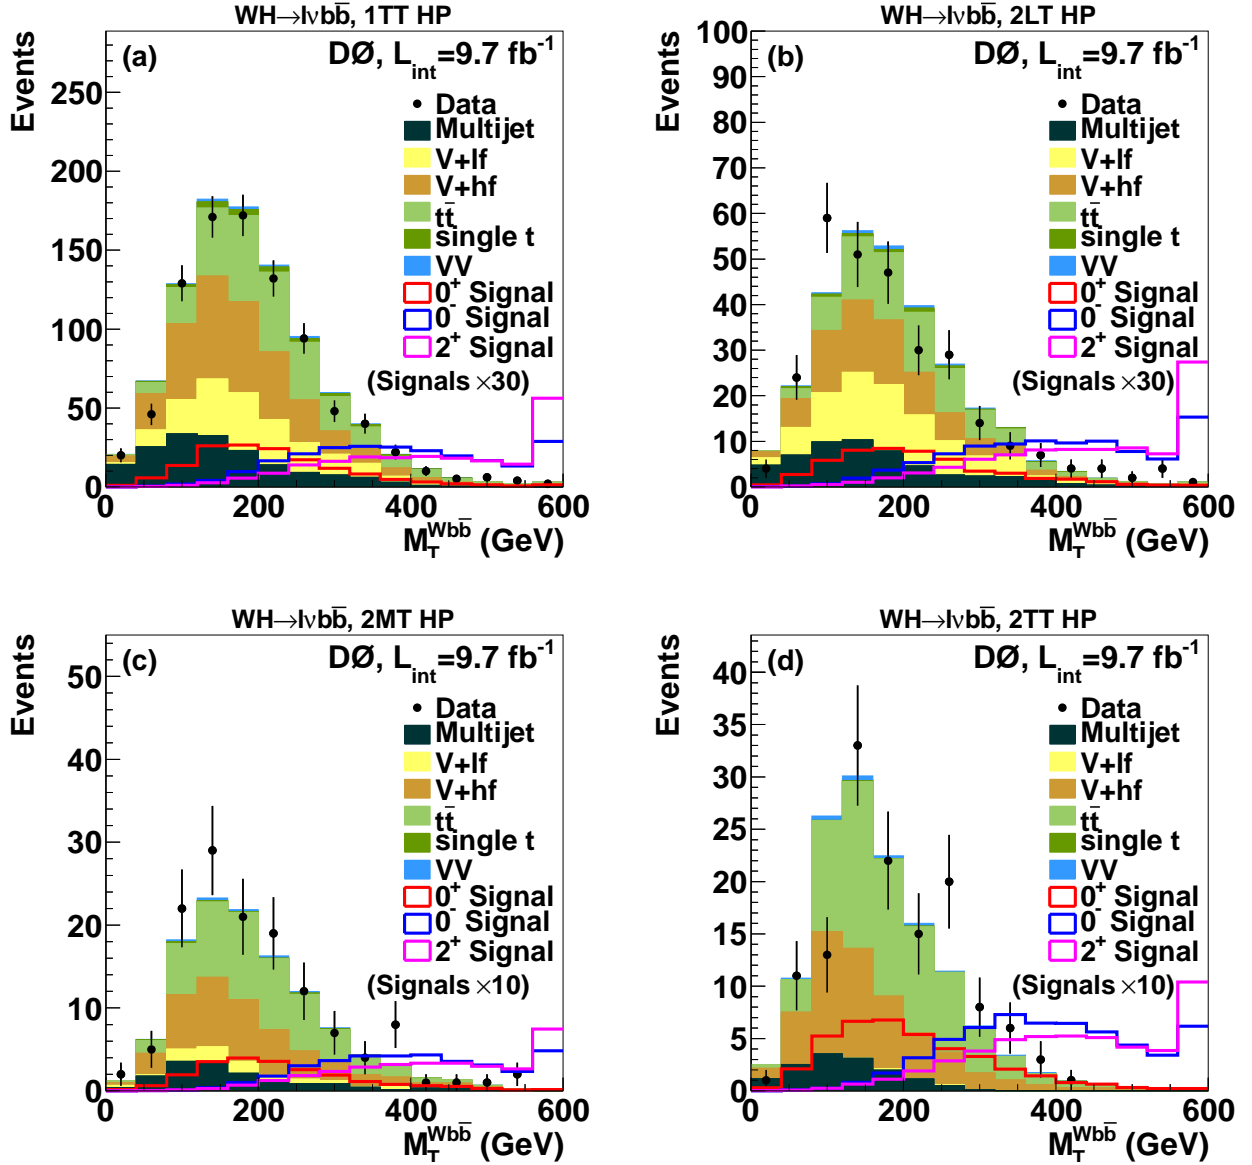 WH→lνbb̄, 1TT HP
(a)
DØ, L_int=9.7 fb⁻¹
Events
250
200
150
100
50
0
Data
Multijet
V+lf
V+hf
tt̄
single t
VV
0⁺ Signal
0⁻ Signal
2⁺ Signal
(Signals ×30)
0 200 400 600
M_T^Wbb̄ (GeV)
WH→lνbb̄, 2LT HP
(b)
DØ, L_int=9.7 fb⁻¹
Events
100
90
80
70
60
50
40
30
20
10
0
Data
Multijet
V+lf
V+hf
tt̄
single t
VV
0⁺ Signal
0⁻ Signal
2⁺ Signal
(Signals ×30)
0 200 400 600
M_T^Wbb̄ (GeV)
WH→lνbb̄, 2MT HP
(c)
DØ, L_int=9.7 fb⁻¹
Events
50
40
30
20
10
0
Data
Multijet
V+lf
V+hf
tt̄
single t
VV
0⁺ Signal
0⁻ Signal
2⁺ Signal
(Signals ×10)
0 200 400 600
M_T^Wbb̄ (GeV)
WH→lνbb̄, 2TT HP
(d)
DØ, L_int=9.7 fb⁻¹
Events
40
35
30
25
20
15
10
5
0
Data
Multijet
V+lf
V+hf
tt̄
single t
VV
0⁺ Signal
0⁻ Signal
2⁺ Signal
(Signals ×10)
0 200 400 600
M_T^Wbb̄ (GeV)